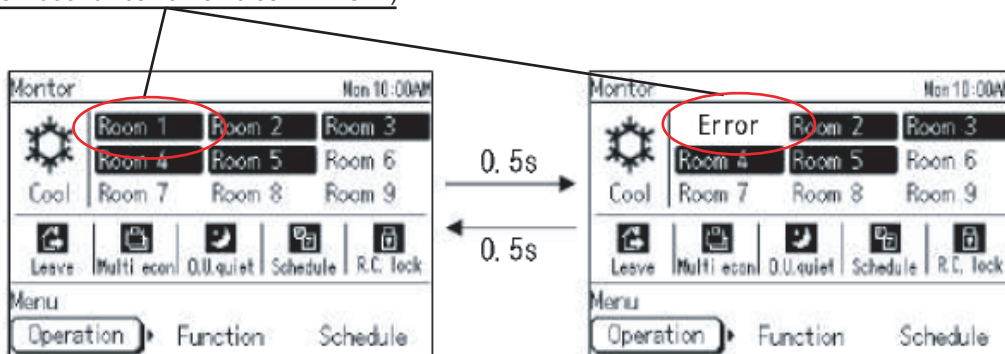 Montor Mon 10:00AM
Room 1 Room 2 Room 3
Room 4 Room 5 Room 6
Cool Room 7 Room 8 Room 9
Leave Multi econ O.U.quiet Schedule R.C. lock
Menu
Operation Function Schedule
0.5s
0.5s
Montor Mon 10:00AM
Error Room 2 Room 3
Room 4 Room 5 Room 6
Cool Room 7 Room 8 Room 9
Leave Multi econ O.U.quiet Schedule R.C. lock
Menu
Operation Function Schedule